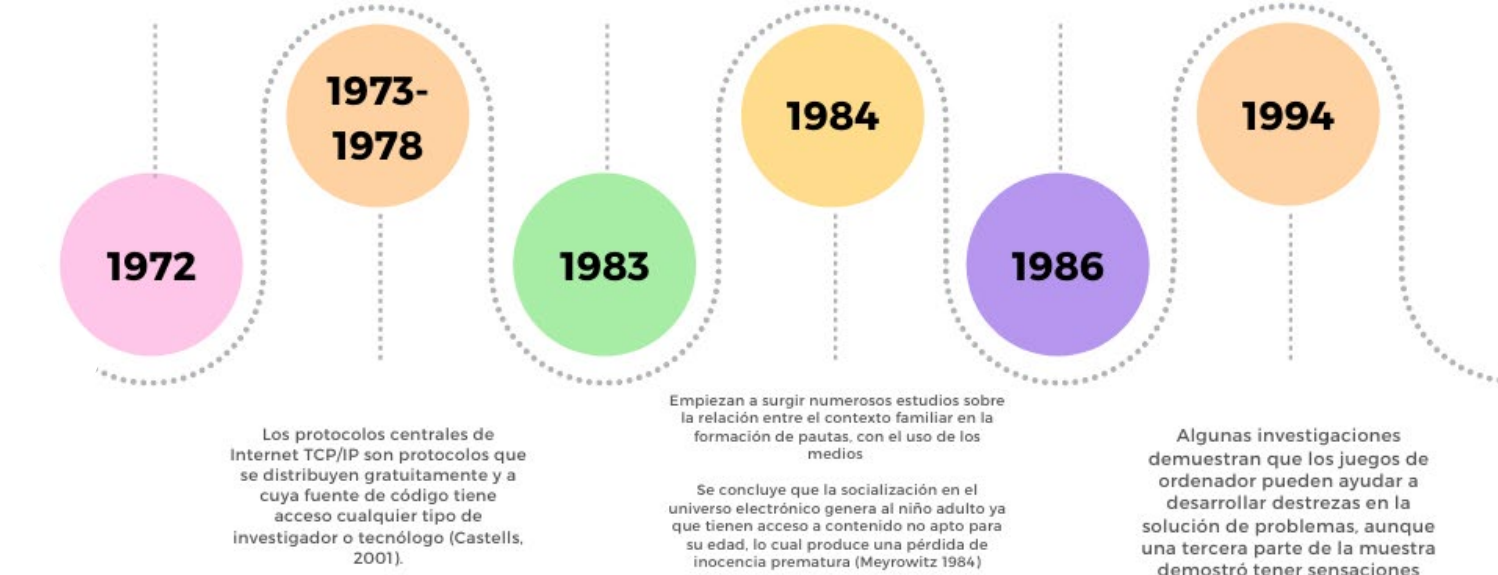 1973-
1978
1984
1994
1972
1983
1986
Los protocolos centrales de
Internet TCP/IP son protocolos que
se distribuyen gratuitamente y a
cuya fuente de código tiene
acceso cualquier tipo de
investigador o tecnólogo (Castells,
2001).
Empiezan a surgir numerosos estudios sobre
la relación entre el contexto familiar en la
formación de pautas, con el uso de los
medios
Se concluye que la socialización en el
universo electrónico genera al niño adulto ya
que tienen acceso a contenido no apto para
su edad, lo cual produce una pérdida de
inocencia prematura (Meyrowitz 1984)
Algunas investigaciones
demuestran que los juegos de
ordenador pueden ayudar a
desarrollar destrezas en la
solución de problemas, aunque
una tercera parte de la muestra
demostró tener sensaciones